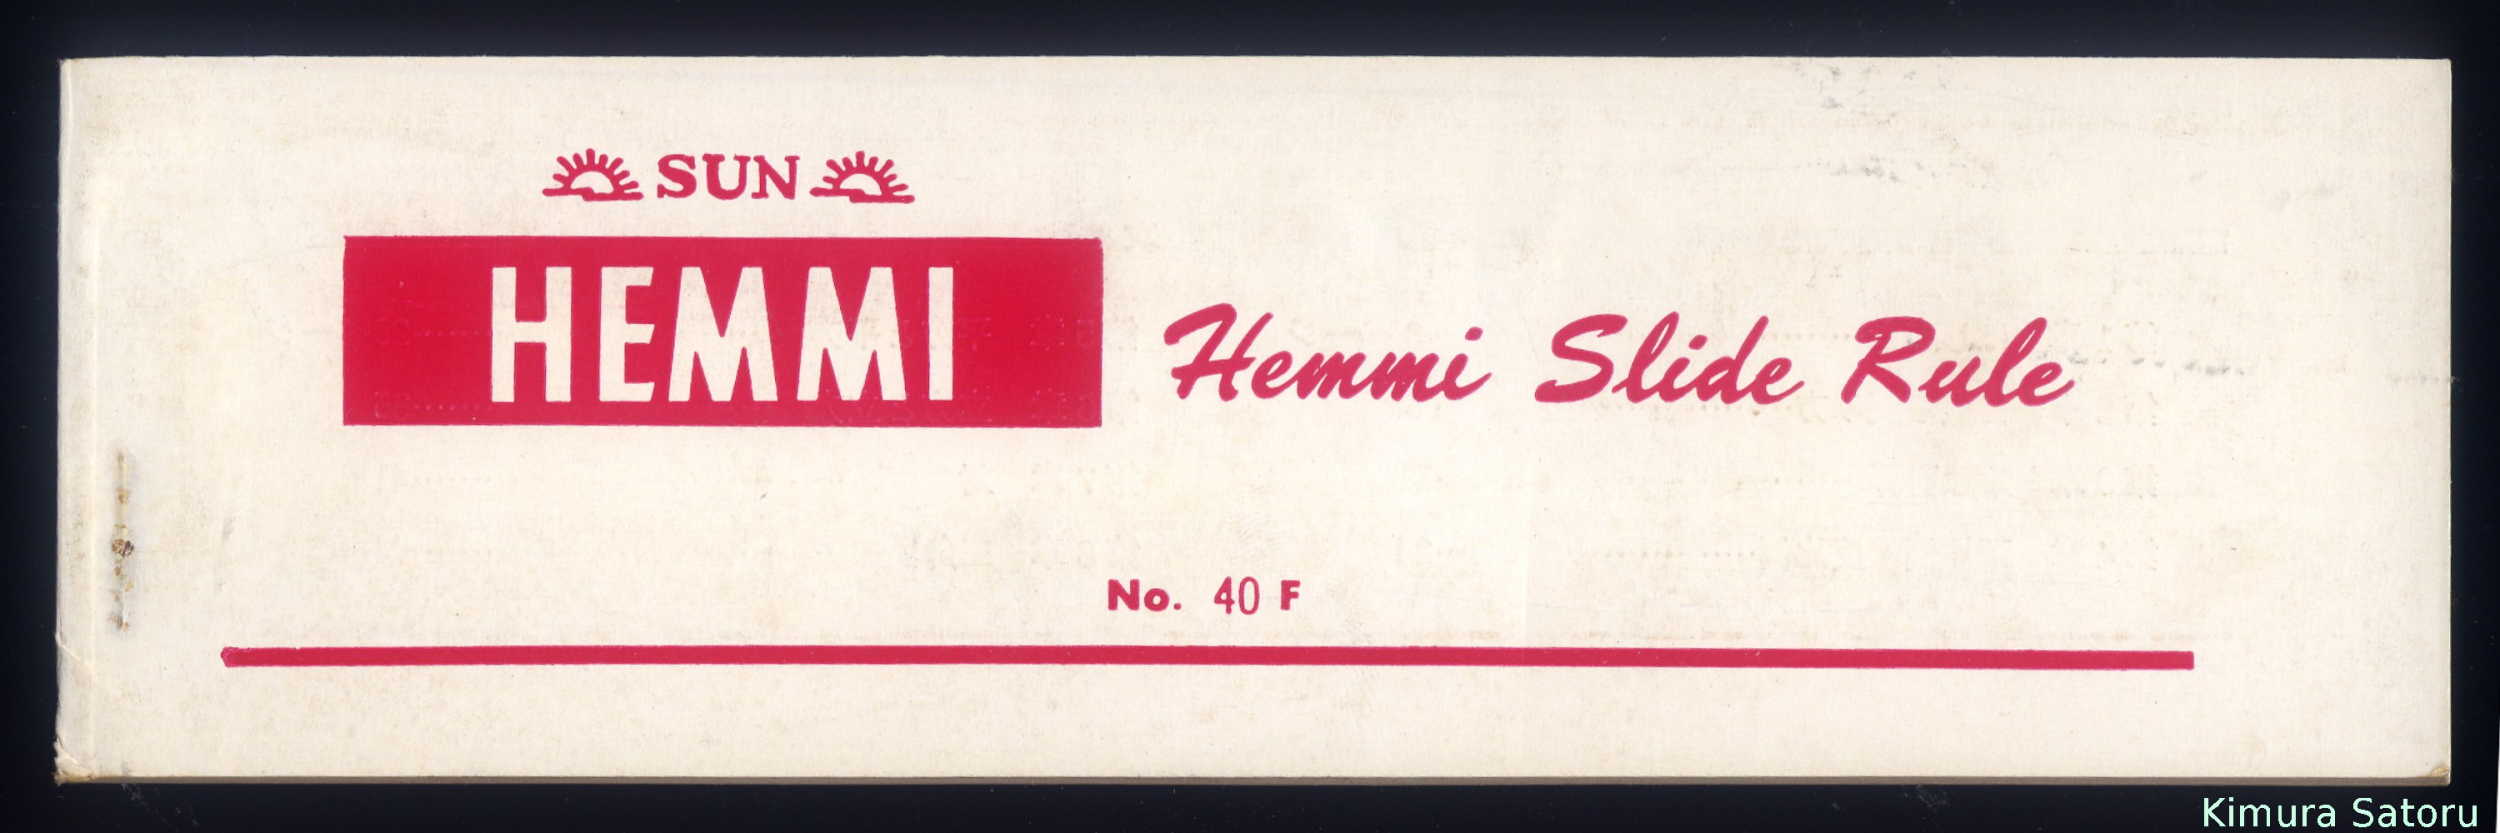 SUN
HEMMI
Hemmi Slide Rule
No. 40 F
Kimura Satoru